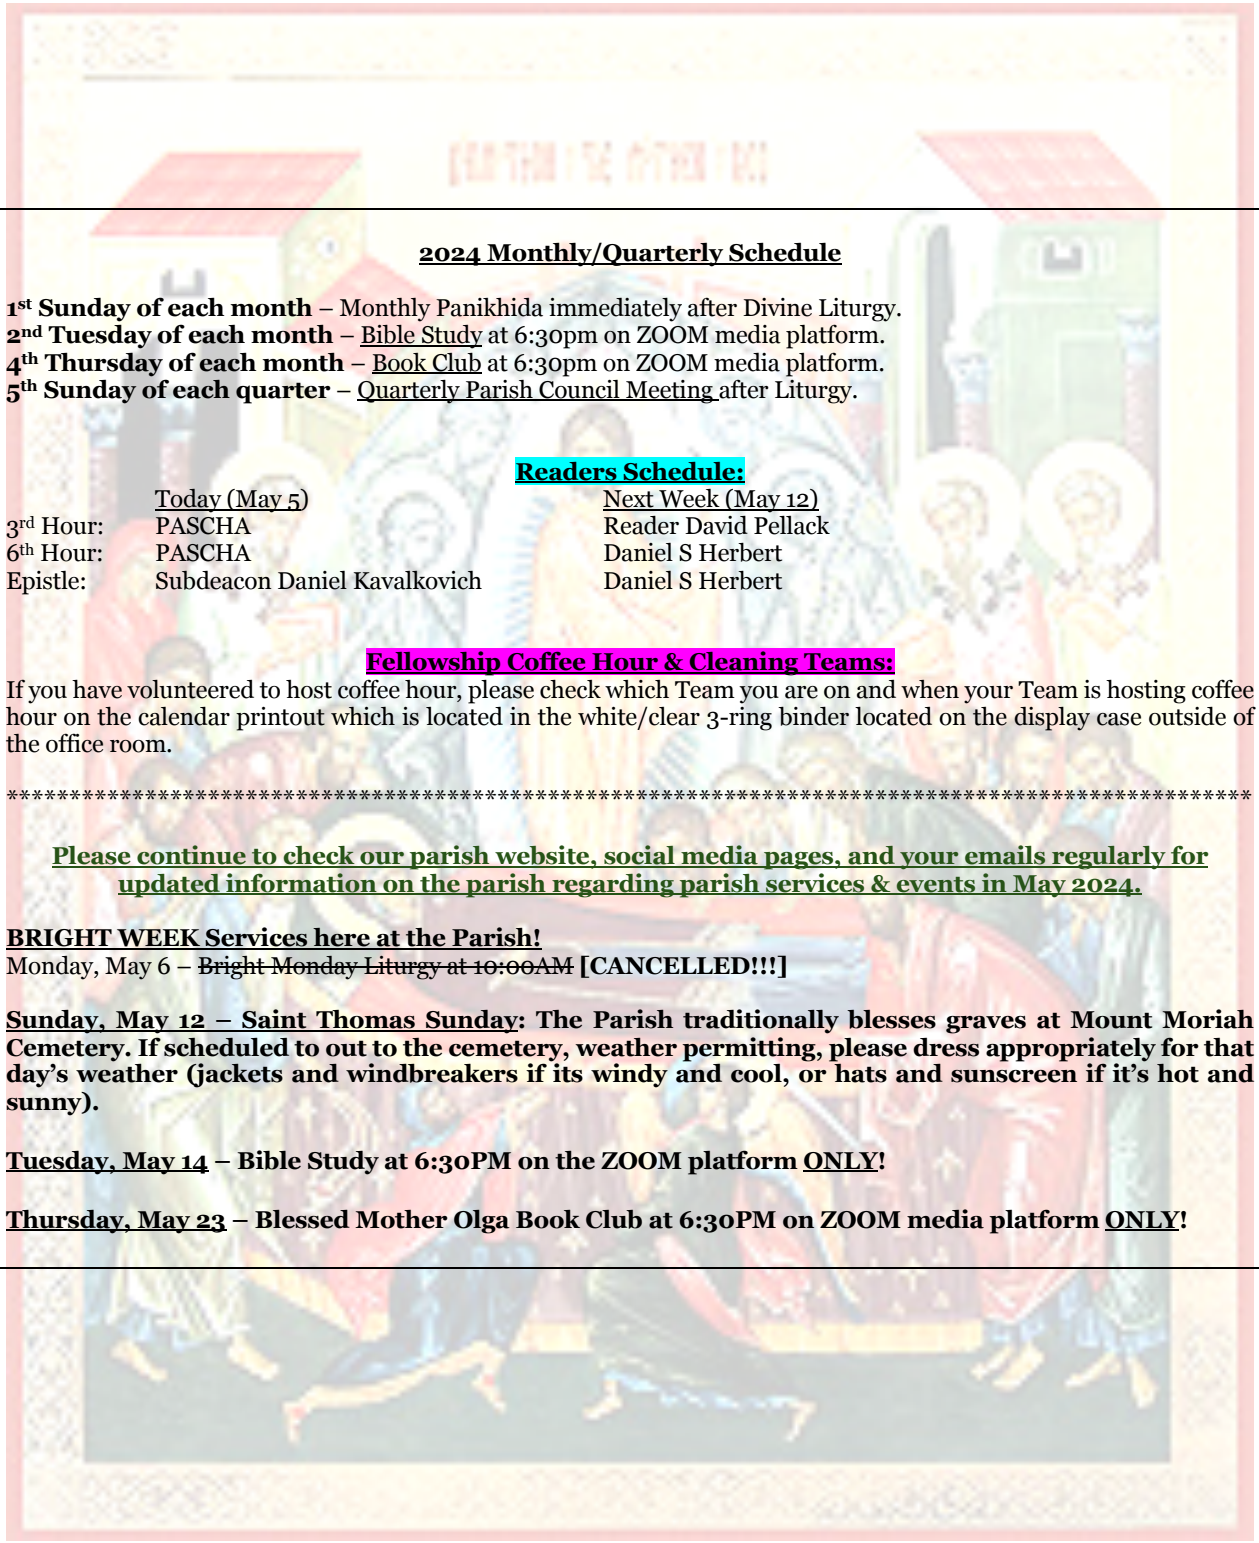 2024 Monthly/Quarterly Schedule
1st Sunday of each month – Monthly Panikhida immediately after Divine Liturgy.
2nd Tuesday of each month – Bible Study at 6:30pm on ZOOM media platform.
4th Thursday of each month – Book Club at 6:30pm on ZOOM media platform.
5th Sunday of each quarter – Quarterly Parish Council Meeting after Liturgy.
Readers Schedule:
Today (May 5) Next Week (May 12)
3rd Hour: PASCHA Reader David Pellack
6th Hour: PASCHA Daniel S Herbert
Epistle: Subdeacon Daniel Kavalkovich Daniel S Herbert
Fellowship Coffee Hour & Cleaning Teams:
If you have volunteered to host coffee hour, please check which Team you are on and when your Team is hosting coffee
hour on the calendar printout which is located in the white/clear 3-ring binder located on the display case outside of
the office room.
***************************************************************************************************
Please continue to check our parish website, social media pages, and your emails regularly for
updated information on the parish regarding parish services & events in May 2024.
BRIGHT WEEK Services here at the Parish!
Monday, May 6 – Bright Monday Liturgy at 10:00AM [CANCELLED!!!]
Sunday, May 12 – Saint Thomas Sunday: The Parish traditionally blesses graves at Mount Moriah
Cemetery. If scheduled to out to the cemetery, weather permitting, please dress appropriately for that
day’s weather (jackets and windbreakers if its windy and cool, or hats and sunscreen if it’s hot and
sunny).
Tuesday, May 14 – Bible Study at 6:30PM on the ZOOM platform ONLY!
Thursday, May 23 – Blessed Mother Olga Book Club at 6:30PM on ZOOM media platform ONLY!